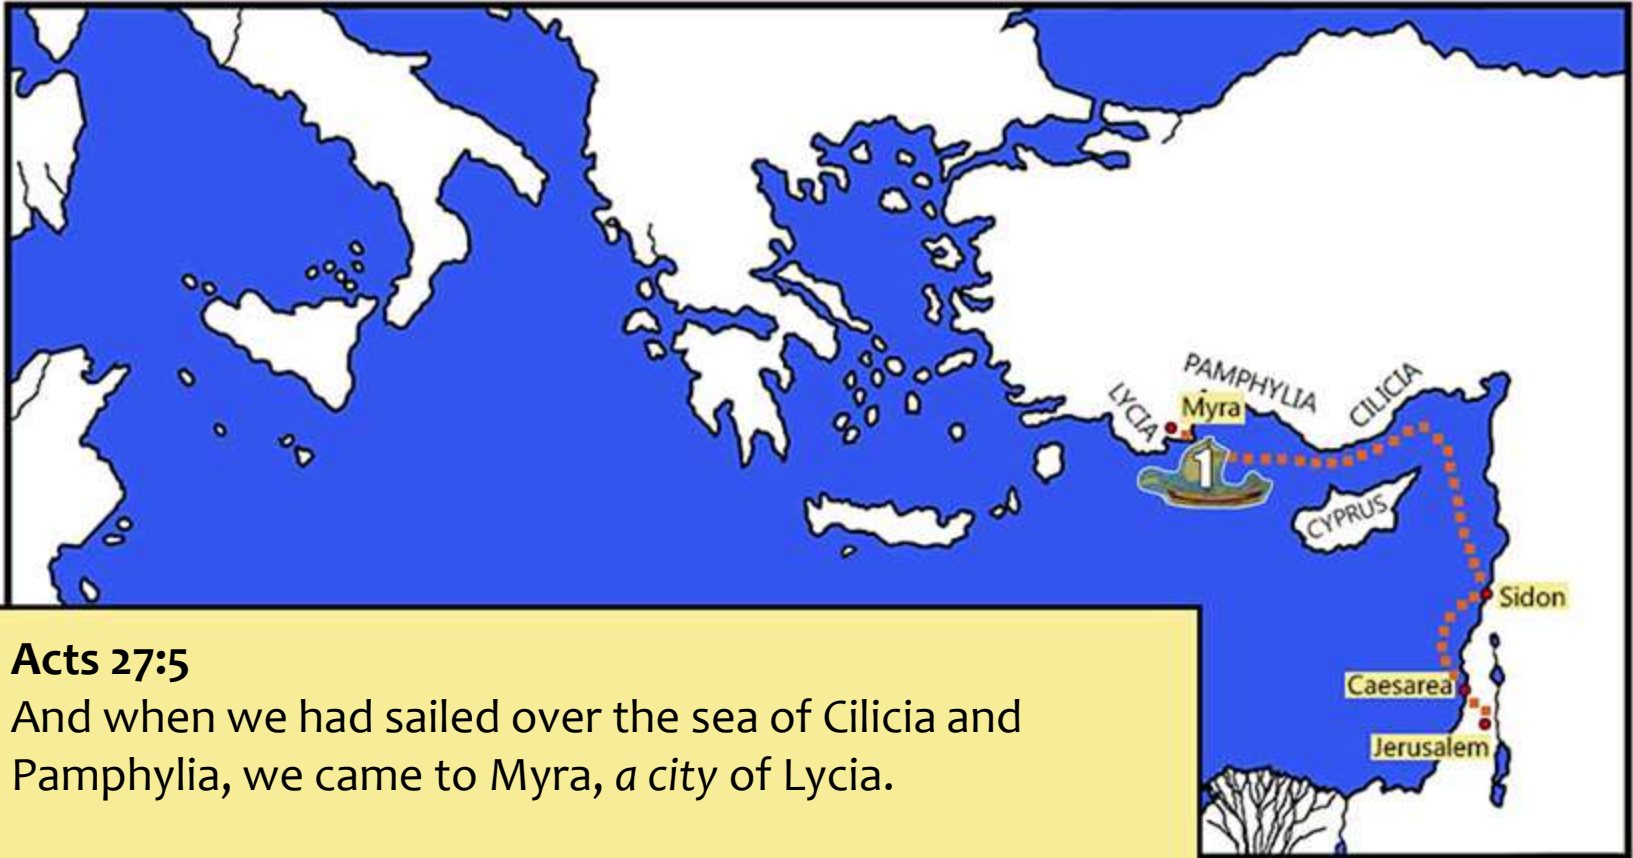 PAMPHYLIA
CILICIA
LYCIA
Myra
1
CYPRUS
Sidon
Caesarea
Jerusalem
Acts 27:5
And when we had sailed over the sea of Cilicia and
Pamphylia, we came to Myra, a city of Lycia.